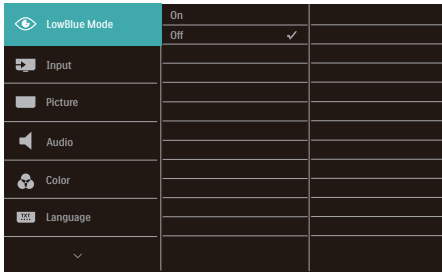 LowBlue Mode
On
Off
Input
Picture
Audio
Color
TXT
Language